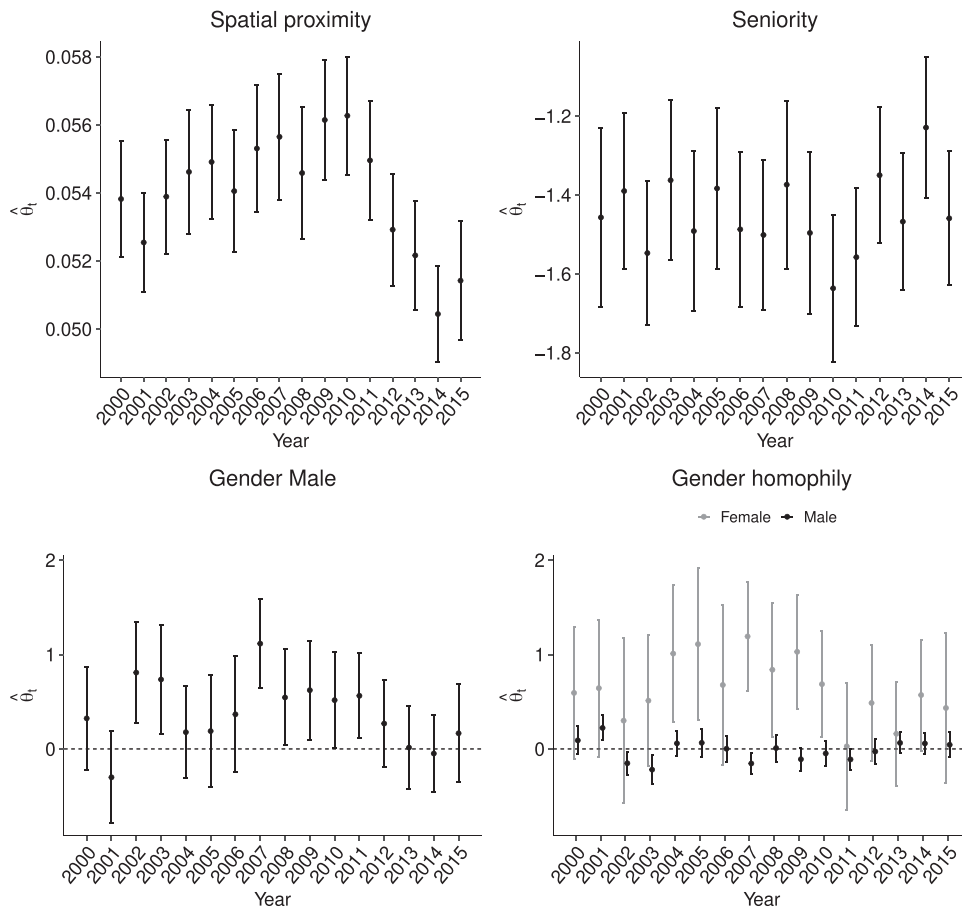 Spatial proximity
0.058
0.056
0.054
0.052
0.050
θ̂t
2000 2001 2002 2003 2004 2005 2006 2007 2008 2009 2010 2011 2012 2013 2014 2015
Year
Seniority
−1.2
−1.4
−1.6
−1.8
θ̂t
2000 2001 2002 2003 2004 2005 2006 2007 2008 2009 2010 2011 2012 2013 2014 2015
Year
Gender Male
2
1
0
θ̂t
2000 2001 2002 2003 2004 2005 2006 2007 2008 2009 2010 2011 2012 2013 2014 2015
Year
Gender homophily
Female Male
2
1
0
θ̂t
2000 2001 2002 2003 2004 2005 2006 2007 2008 2009 2010 2011 2012 2013 2014 2015
Year